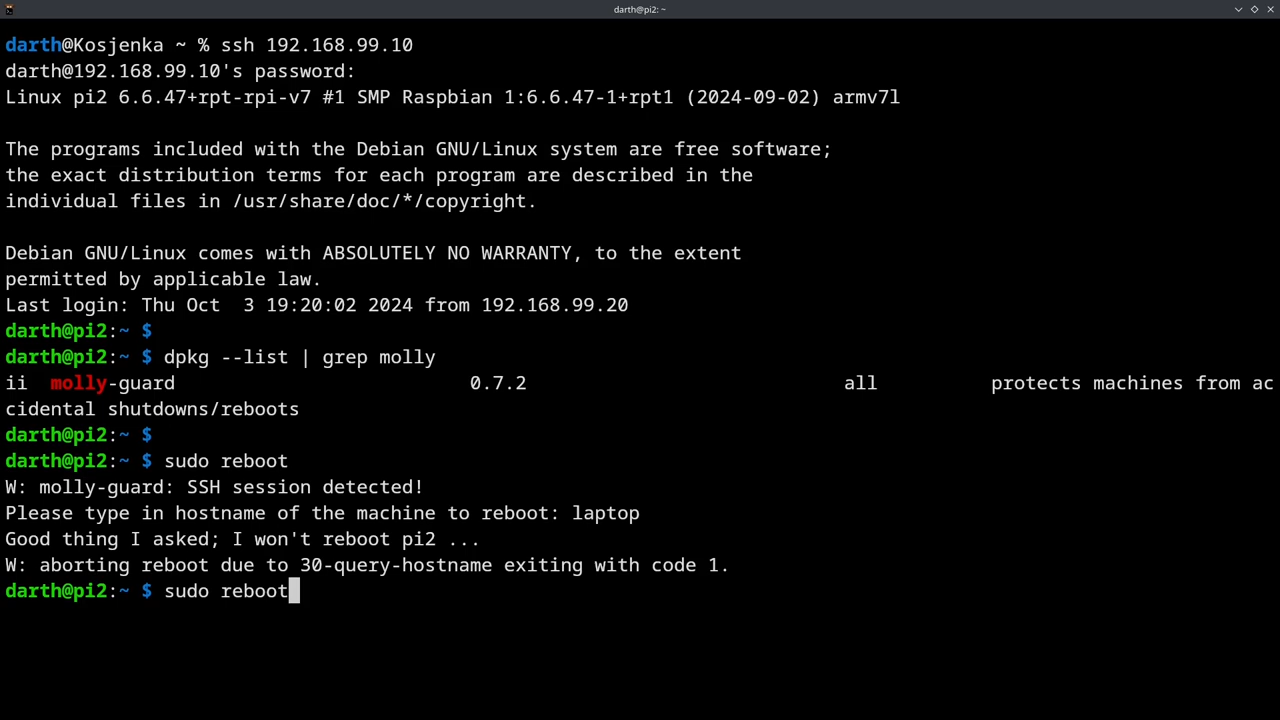 darth@pi2: ~
darth@Kosjenka ~ % ssh 192.168.99.10
darth@192.168.99.10's password:
Linux pi2 6.6.47+rpt-rpi-v7 #1 SMP Raspbian 1:6.6.47-1+rpt1 (2024-09-02) armv7l
The programs included with the Debian GNU/Linux system are free software;
the exact distribution terms for each program are described in the
individual files in /usr/share/doc/*/copyright.
Debian GNU/Linux comes with ABSOLUTELY NO WARRANTY, to the extent
permitted by applicable law.
Last login: Thu Oct  3 19:20:02 2024 from 192.168.99.20
darth@pi2:~ $
darth@pi2:~ $ dpkg --list | grep molly
ii  molly-guard                          0.7.2                            all          protects machines from ac
cidental shutdowns/reboots
darth@pi2:~ $
darth@pi2:~ $ sudo reboot
W: molly-guard: SSH session detected!
Please type in hostname of the machine to reboot: laptop
Good thing I asked; I won't reboot pi2 ...
W: aborting reboot due to 30-query-hostname exiting with code 1.
darth@pi2:~ $ sudo reboot